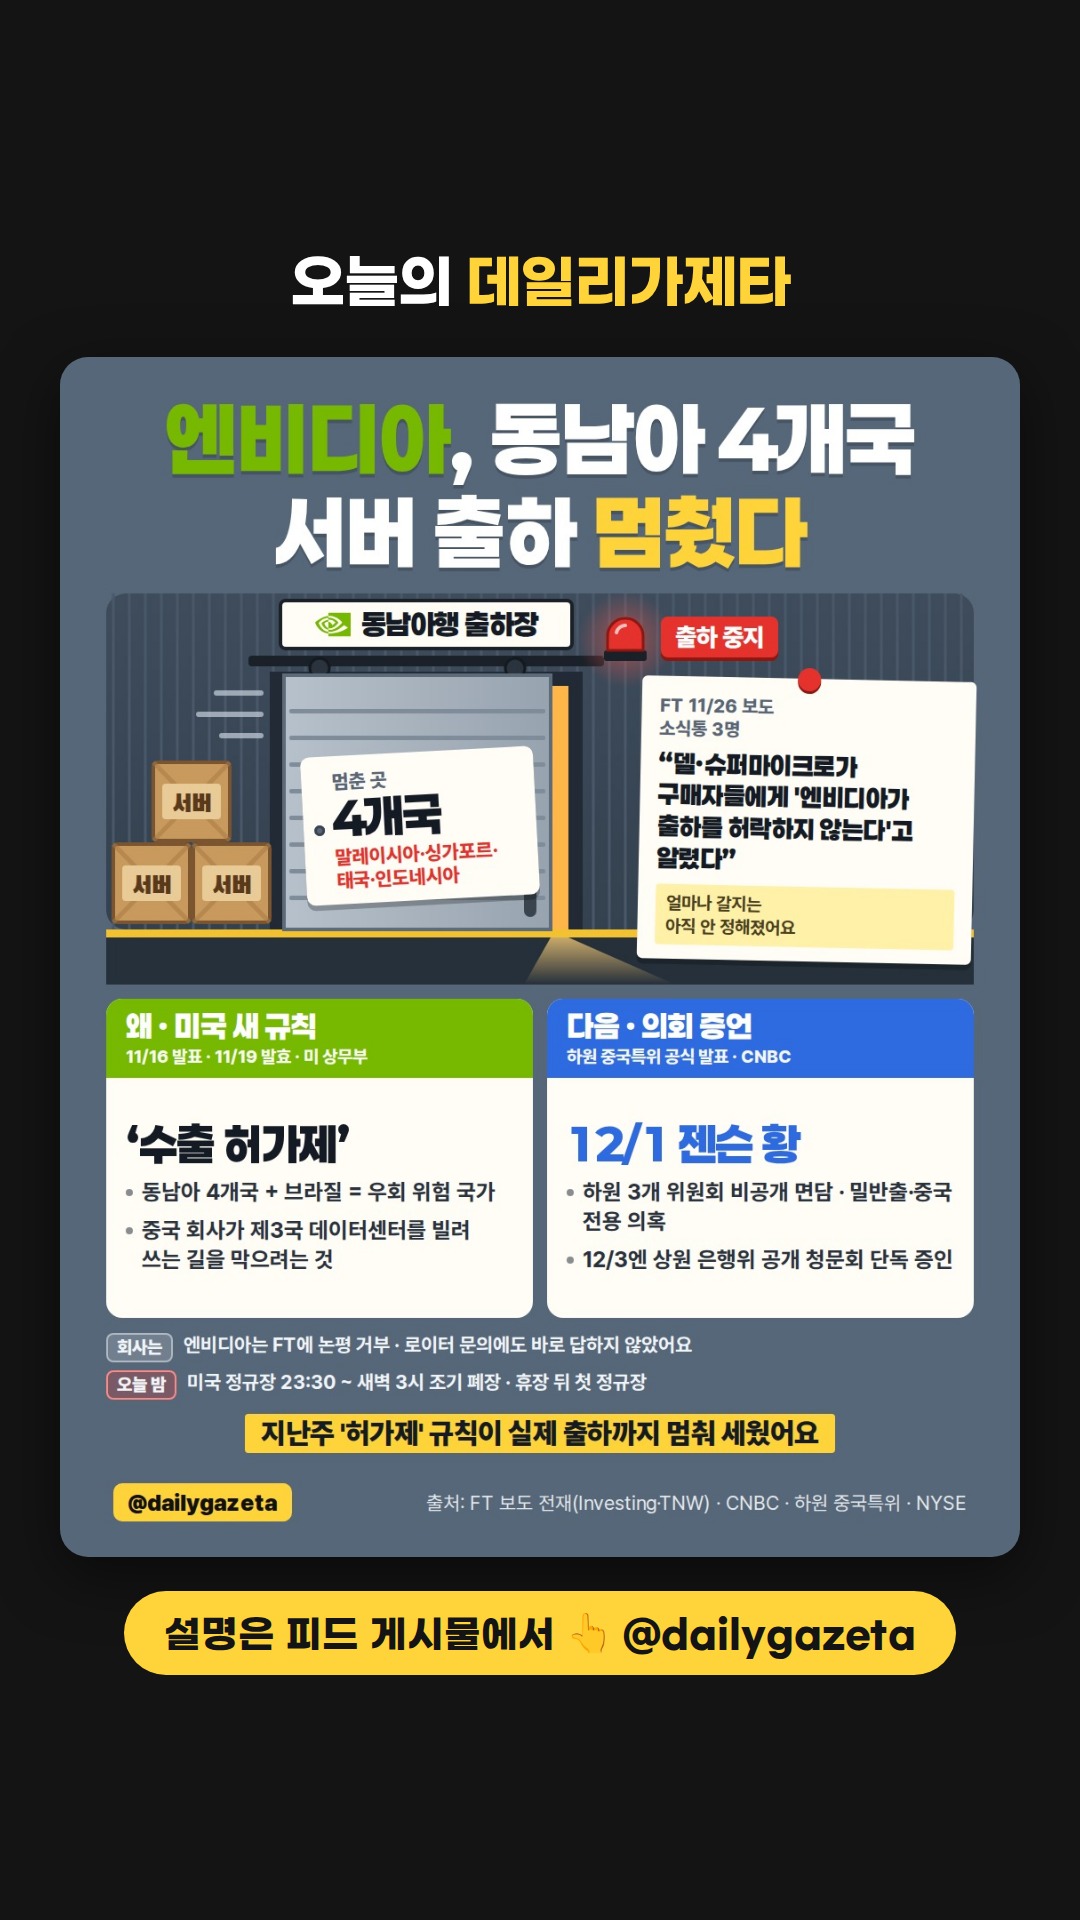 오늘의 데일리가제타
엔비디아, 동남아 4개국
서버 출하 멈췄다
동남아행 출하장
출하 중지
FT 11/26 보도
소식통 3명
“델·슈퍼마이크로가
구매자들에게 '엔비디아가
출하를 허락하지 않는다'고
알렸다”
얼마나 갈지는
아직 안 정해졌어요
멈춘 곳
4개국
말레이시아·싱가포르·
태국·인도네시아
서버
서버
서버
왜 · 미국 새 규칙
11/16 발표 · 11/19 발효 · 미 상무부
‘수출 허가제’
• 동남아 4개국 + 브라질 = 우회 위험 국가
• 중국 회사가 제3국 데이터센터를 빌려
쓰는 길을 막으려는 것
다음 · 의회 증언
하원 중국특위 공식 발표 · CNBC
12/1 젠슨 황
• 하원 3개 위원회 비공개 면담 · 밀반출·중국
전용 의혹
• 12/3엔 상원 은행위 공개 청문회 단독 증인
회사는 엔비디아는 FT에 논평 거부 · 로이터 문의에도 바로 답하지 않았어요
오늘 밤 미국 정규장 23:30 ~ 새벽 3시 조기 폐장 · 휴장 뒤 첫 정규장
지난주 '허가제' 규칙이 실제 출하까지 멈춰 세웠어요
@dailygazeta
출처: FT 보도 전재(Investing·TNW) · CNBC · 하원 중국특위 · NYSE
설명은 피드 게시물에서 👆 @dailygazeta